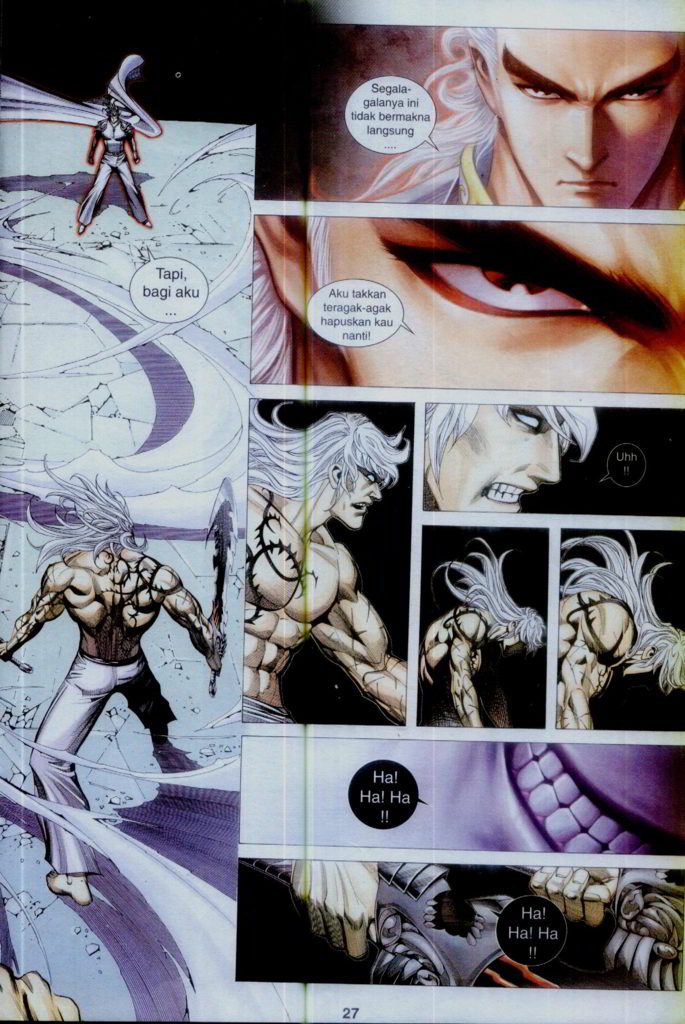 Tapi,
bagi aku
...
Segala-
galanya ini
tidak bermakna
langsung
....
Aku takkan
teragak-agak
hapuskan kau
nanti!
Uhh
!!
Ha!
Ha! Ha
!!
Ha!
Ha! Ha
!!
27